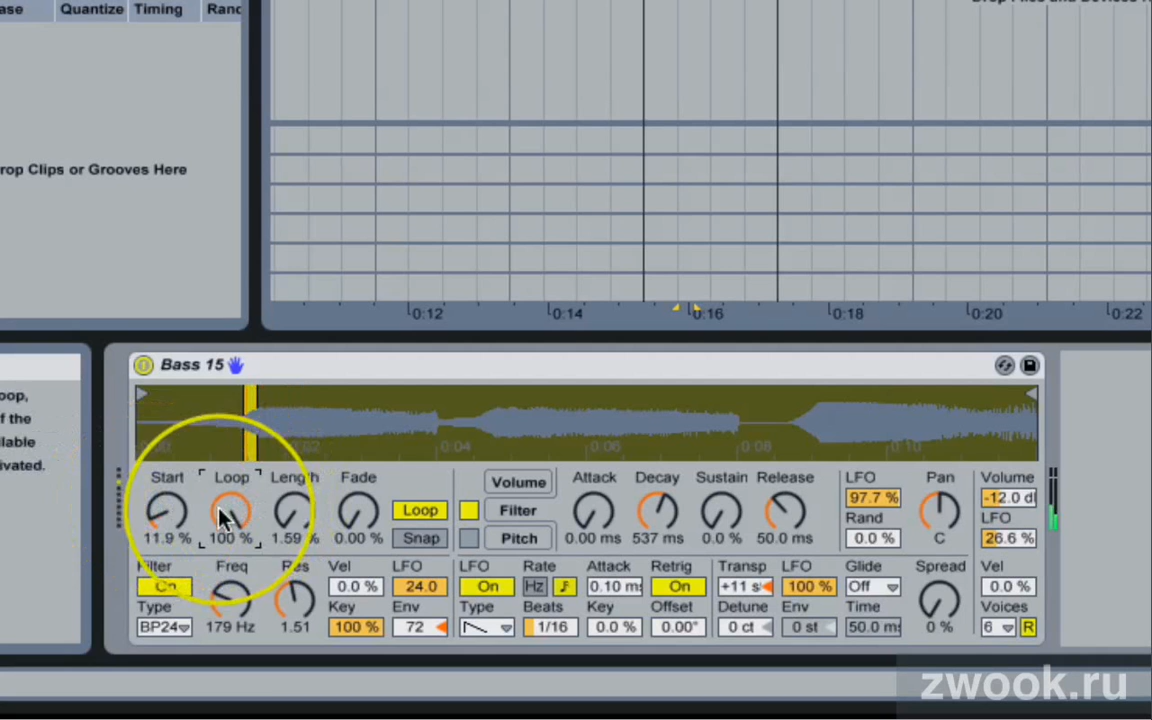 Quantize Timing
rop Clips or Grooves Here
0:12 0:14 0:16 0:18 0:20 0:22
Bass 15
oop,
f the
llable
ivated.
0:04 0:06 0:08 0:10
Start Loop Length Fade
11.9 % 100 % 1.59 % 0.00 %
Loop
Snap
Volume
Filter
Pitch
Attack Decay Sustain Release
0.00 ms 537 ms 0.0 % 50.0 ms
LFO
97.7 %
Rand
0.0 %
Pan
C
Volume
-12.0 d
LFO
26.6 %
Filter Freq Res Vel LFO
On 0.0 % 24.0
Type Key Env
BP24 179 Hz 1.51 100 % 72
LFO Rate Attack Retrig
On Hz 0.10 m On
Type Beats Key Offset
1/16 0.0 % 0.00°
Transp LFO Glide Spread Vel
+11 s 100 % Off 0.0 %
Detune Env Time Voices
0 ct 0 st 50.0 m 0 % 6 R
zwook.ru